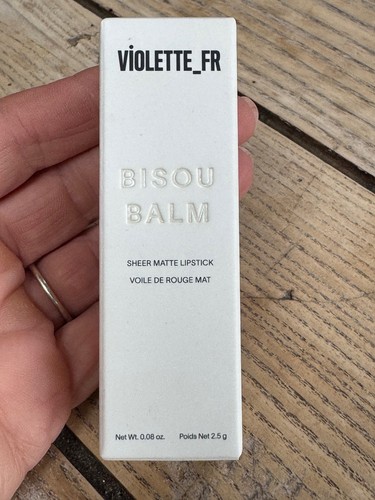 VIOLETTE_FR
BISOU
BALM
SHEER MATTE LIPSTICK
VOILE DE ROUGE MAT
Net Wt. 0.08 oz. Poids Net 2.5 g